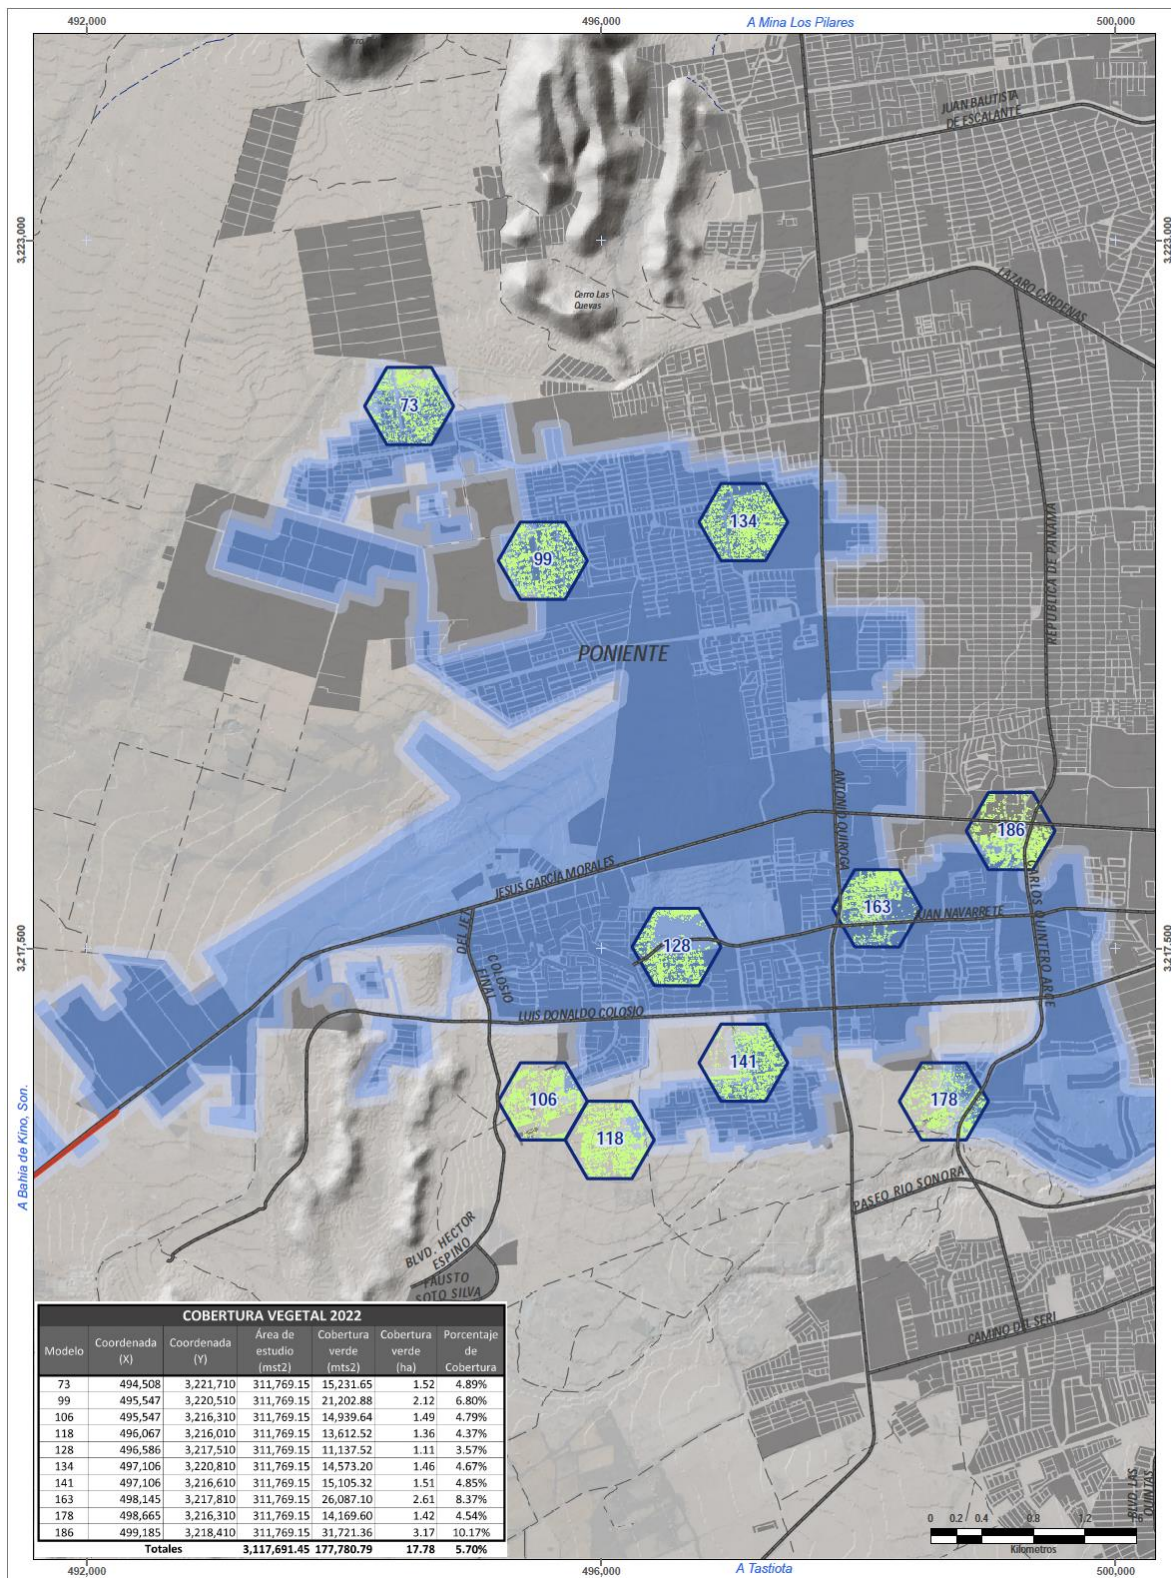 492,000 496,000 500,000
A Mina Los Pilares
JUAN BAUTISTA
DE ESCALANTE
3,223,000 3,223,000
LAZARO CARDENAS
Cerro Las
Cuevas
73
134
99
REPUBLICA DE PANAMA
PONIENTE
ANTONIO QUIROGA
186
JESUS GARCÍA MORALES
CARLOS QUINTERO ARCE
163
JUAN NAVARRETE
DEL JET
128
3,217,500 3,217,500
COLOSIO
FINAL
LUIS DONALDO COLOSIO
141
106
178
118
A Bahia de Kino, Son.
PASEO RIO SONORA
BLVD. HECTOR
ESPINO
FAUSTO
SOTO SILVA
CAMINO DEL SERI
COBERTURA VEGETAL 2022
Modelo Coordenada (X) Coordenada (Y) Área de estudio (mst2) Cobertura verde (mts2) Cobertura verde (ha) Porcentaje de Cobertura
73 494,508 3,221,710 311,769.15 15,231.65 1.52 4.89%
99 495,547 3,220,510 311,769.15 21,202.88 2.12 6.80%
106 495,547 3,216,310 311,769.15 14,939.64 1.49 4.79%
118 496,067 3,216,010 311,769.15 13,612.52 1.36 4.37%
128 496,586 3,217,510 311,769.15 11,137.52 1.11 3.57%
134 497,106 3,220,810 311,769.15 14,573.20 1.46 4.67%
141 497,106 3,216,610 311,769.15 15,105.32 1.51 4.85%
163 498,145 3,217,810 311,769.15 26,087.10 2.61 8.37%
178 498,665 3,216,310 311,769.15 14,169.60 1.42 4.54%
186 499,185 3,218,410 311,769.15 31,721.36 3.17 10.17%
Totales 3,117,691.45 177,780.79 17.78 5.70%
BLVD. LAS
QUINTAS
0 0.2 0.4 0.8 1.2 1.6
Kilometros
492,000 496,000 500,000
A Tastiota